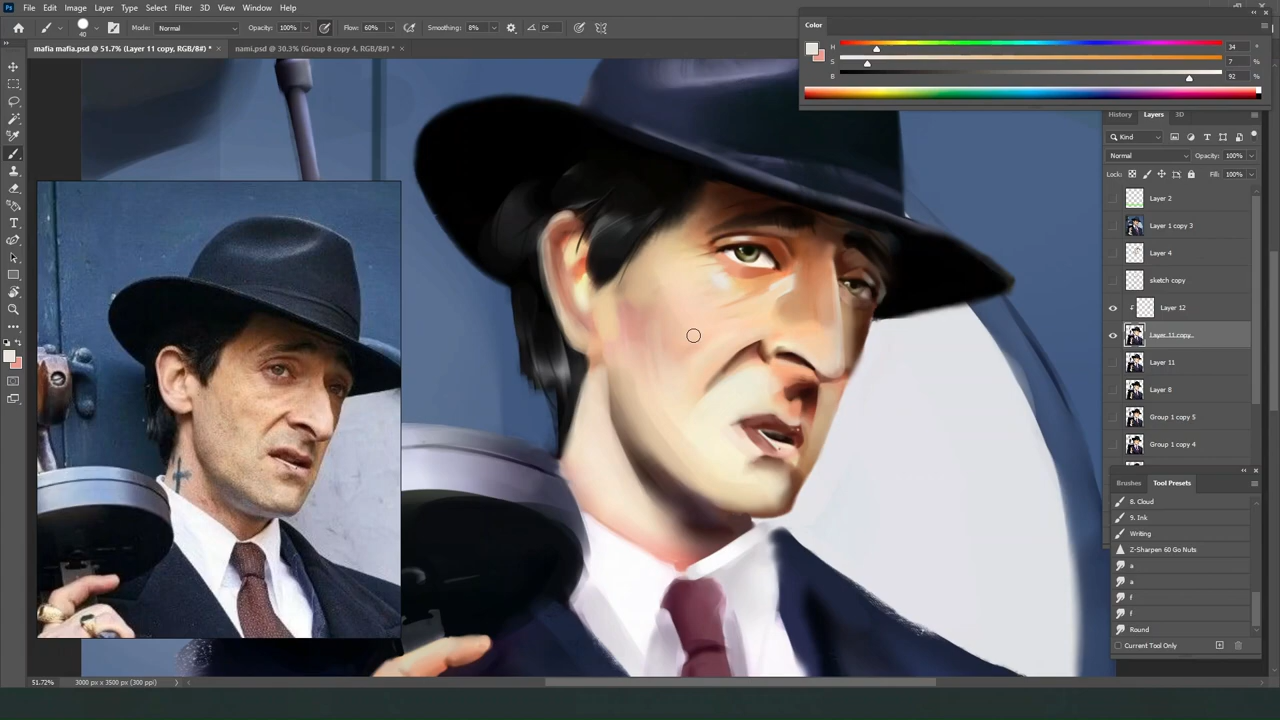 Ps File Edit Image Layer Type Select Filter 3D View Window Help
40 Mode: Normal Opacity: 100% Flow: 60% Smoothing: 8% 0°
mafia mafia.psd @ 51.7% (Layer 11 copy, RGB/8#) * × nami.psd @ 30.3% (Group 8 copy 4, RGB/8#) * ×
Color
H 34 °
S 7 %
B 92 %
History Layers 3D
Kind
Normal Opacity: 100%
Lock: Fill: 100%
Layer 2
Layer 1 copy 3
Layer 4
sketch copy
Layer 12
Layer 11 copy
Layer 11
Layer 8
Group 1 copy 5
Group 1 copy 4
Brushes Tool Presets
8. Cloud
9. Ink
Writing
Z-Sharpen 60 Go Nuts
a
a
f
f
Round
Current Tool Only
51.72% 3000 px x 3500 px (300 ppi)